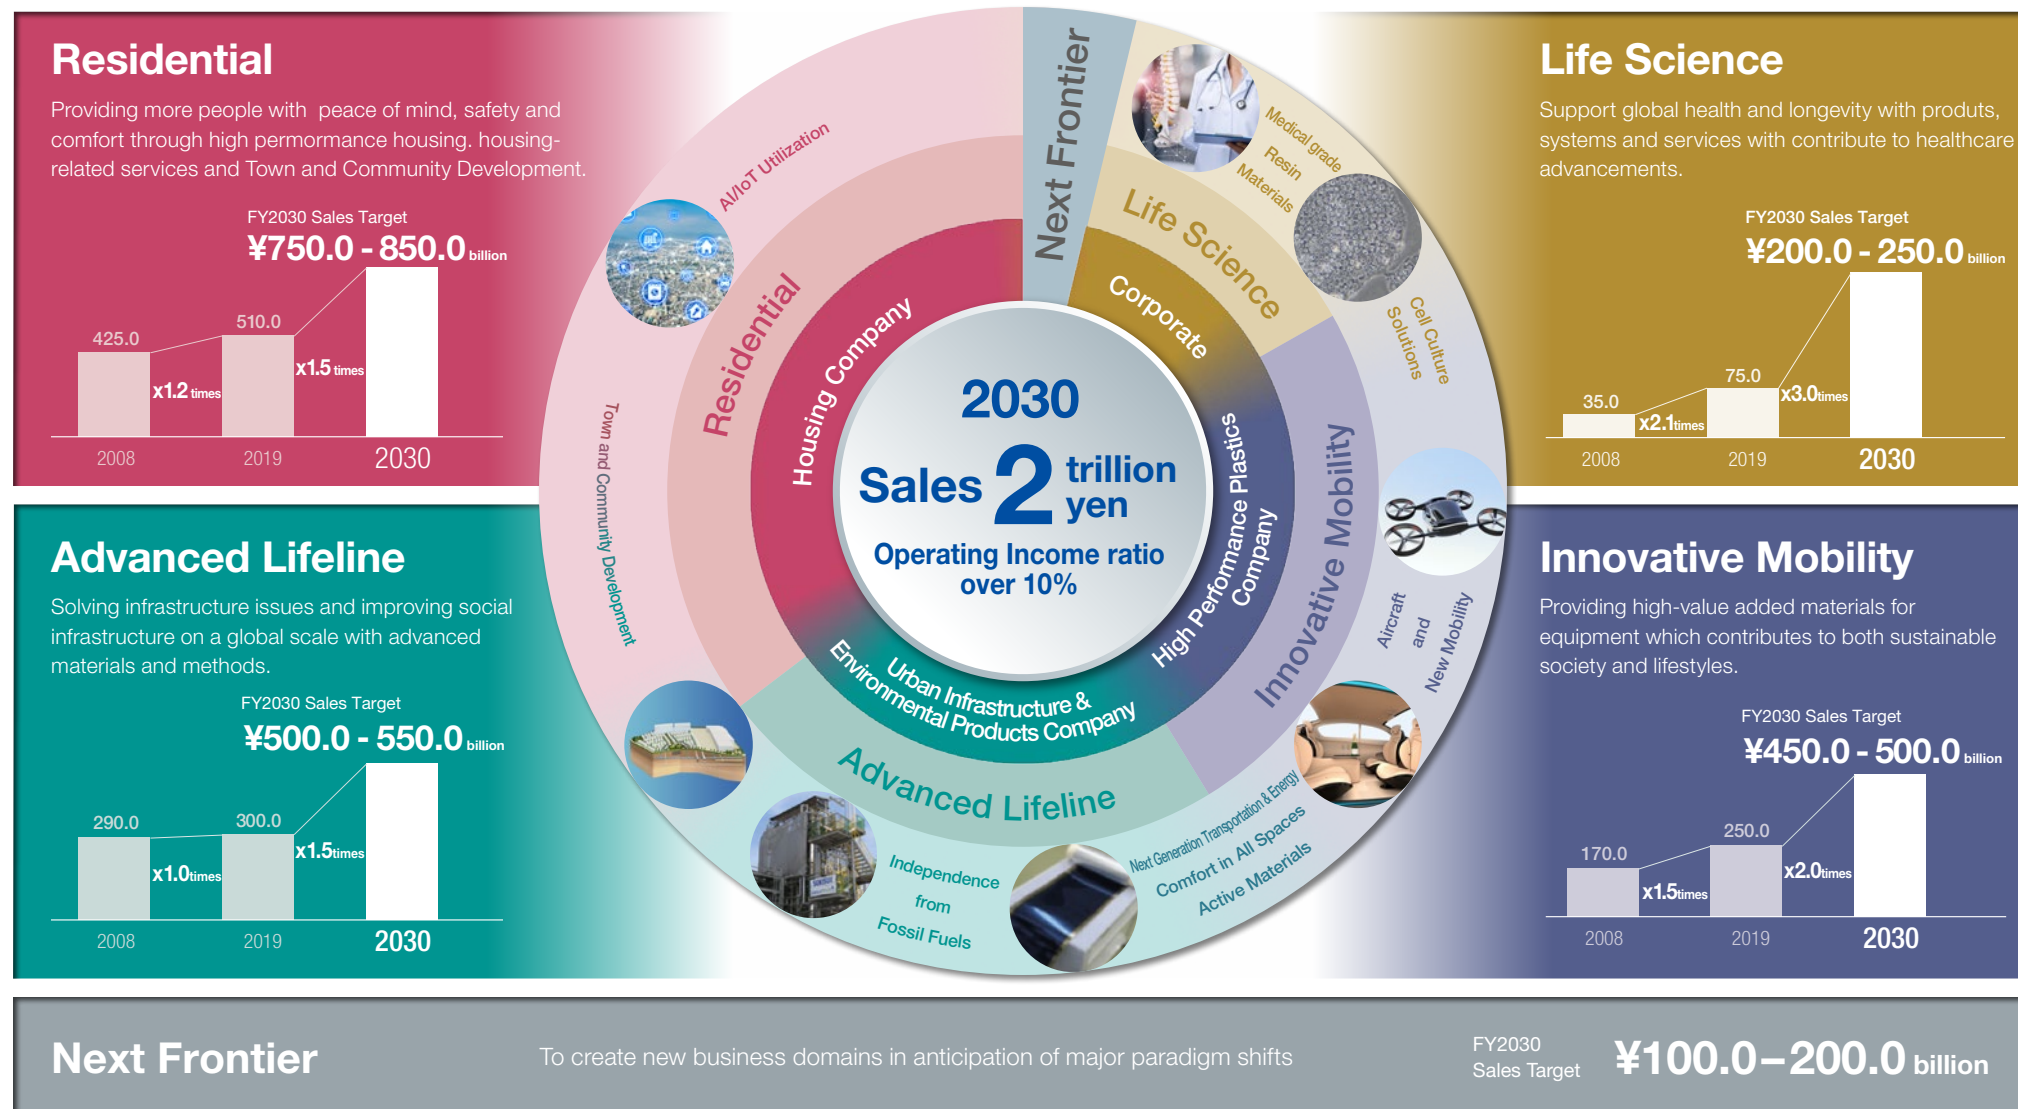 Residential
Providing more people with peace of mind, safety and
comfort through high permormance housing. housing-
related services and Town and Community Development.
FY2030 Sales Target
¥750.0 - 850.0 billion
425.0
510.0
x1.2 times
x1.5 times
2008
2019
2030
Life Science
Support global health and longevity with produts,
systems and services with contribute to healthcare
advancements.
FY2030 Sales Target
¥200.0 - 250.0 billion
35.0
75.0
x2.1times
x3.0times
2008
2019
2030
Advanced Lifeline
Solving infrastructure issues and improving social
infrastructure on a global scale with advanced
materials and methods.
FY2030 Sales Target
¥500.0 - 550.0 billion
290.0
300.0
x1.0times
x1.5times
2008
2019
2030
Innovative Mobility
Providing high-value added materials for
equipment which contributes to both sustainable
society and lifestyles.
FY2030 Sales Target
¥450.0 - 500.0 billion
170.0
250.0
x1.5times
x2.0times
2008
2019
2030
Next Frontier
Life Science
Innovative Mobility
Advanced Lifeline
Residential
Corporate
High Performance Plastics
Company
Urban Infrastructure &
Environmental Products Company
Housing Company
2030
Sales 2 trillion
yen
Operating Income ratio
over 10%
AI/IoT Utilization
Town and Community Development
Medical grade
Resin
Materials
Cell Culture
Solutions
Aircraft
and
New Mobility
Next Generation Transportation & Energy
Comfort in All Spaces
Active Materials
Independence
from
Fossil Fuels
Next Frontier
To create new business domains in anticipation of major paradigm shifts
FY2030
Sales Target
¥100.0–200.0 billion